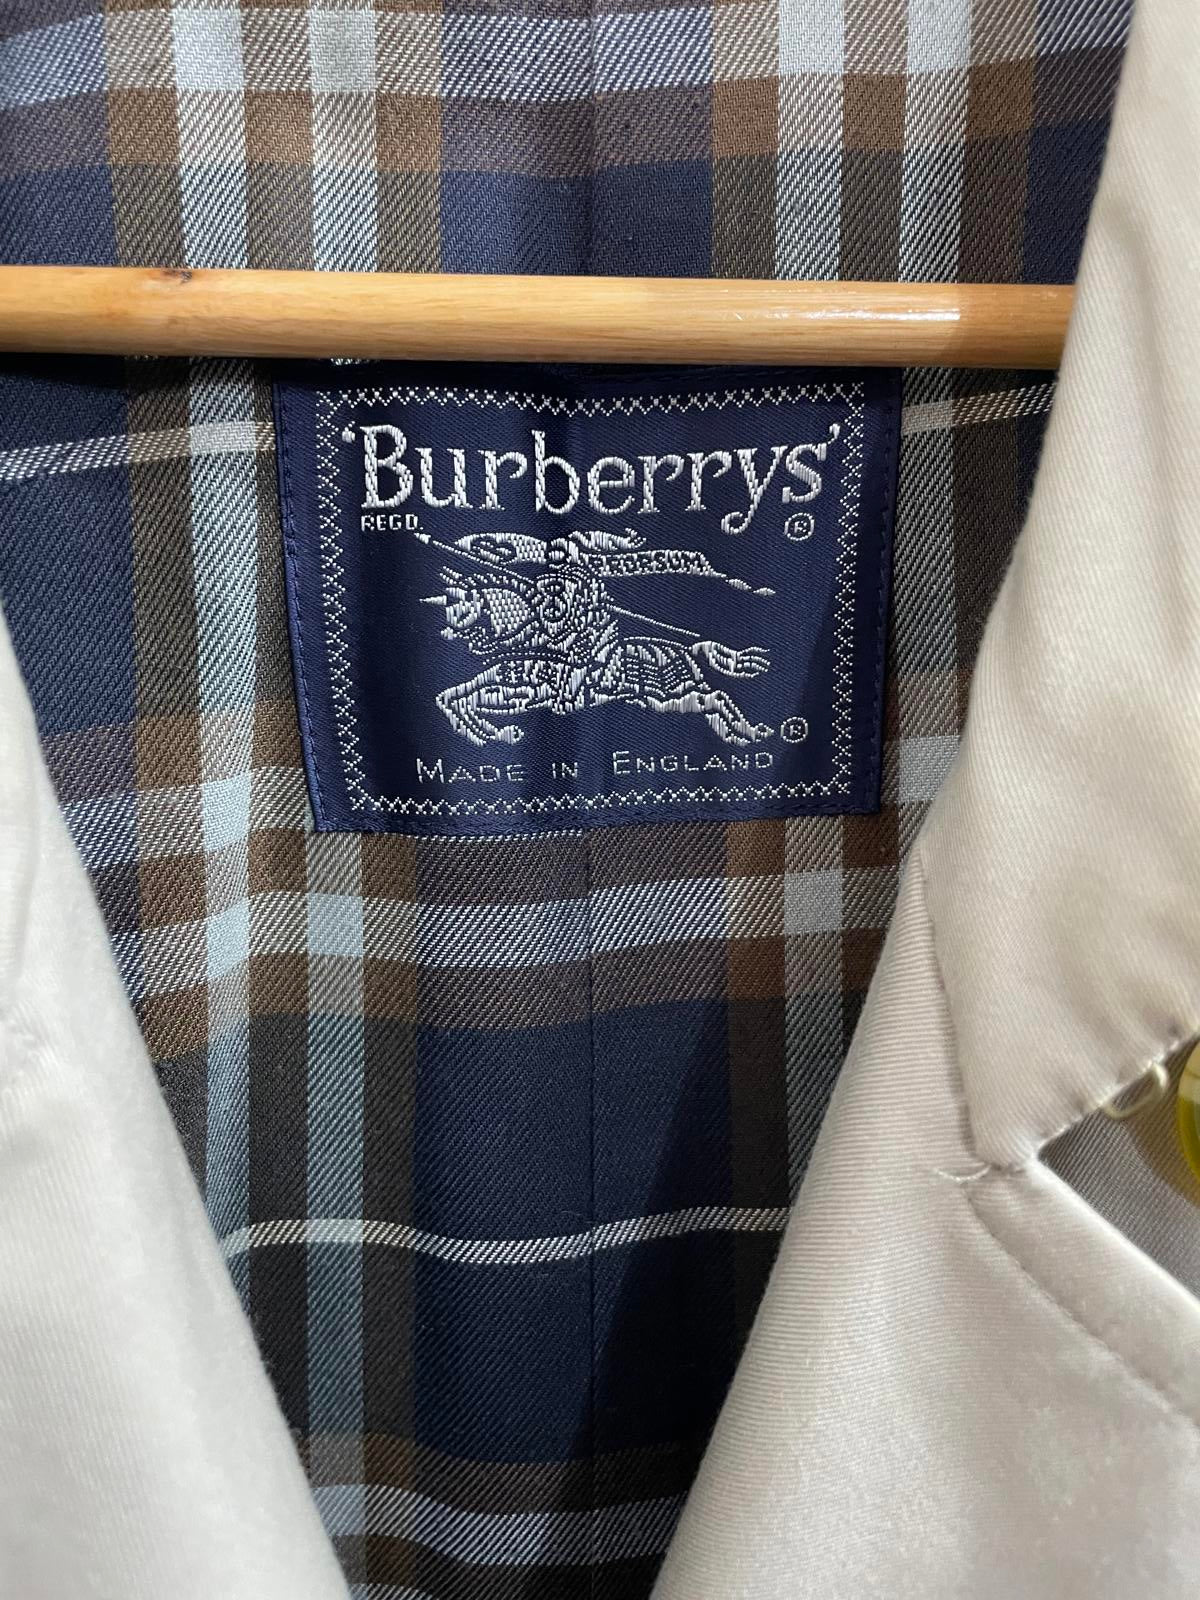 'Burberrys'
REGD. ®
PRORSUM
®
MADE IN ENGLAND